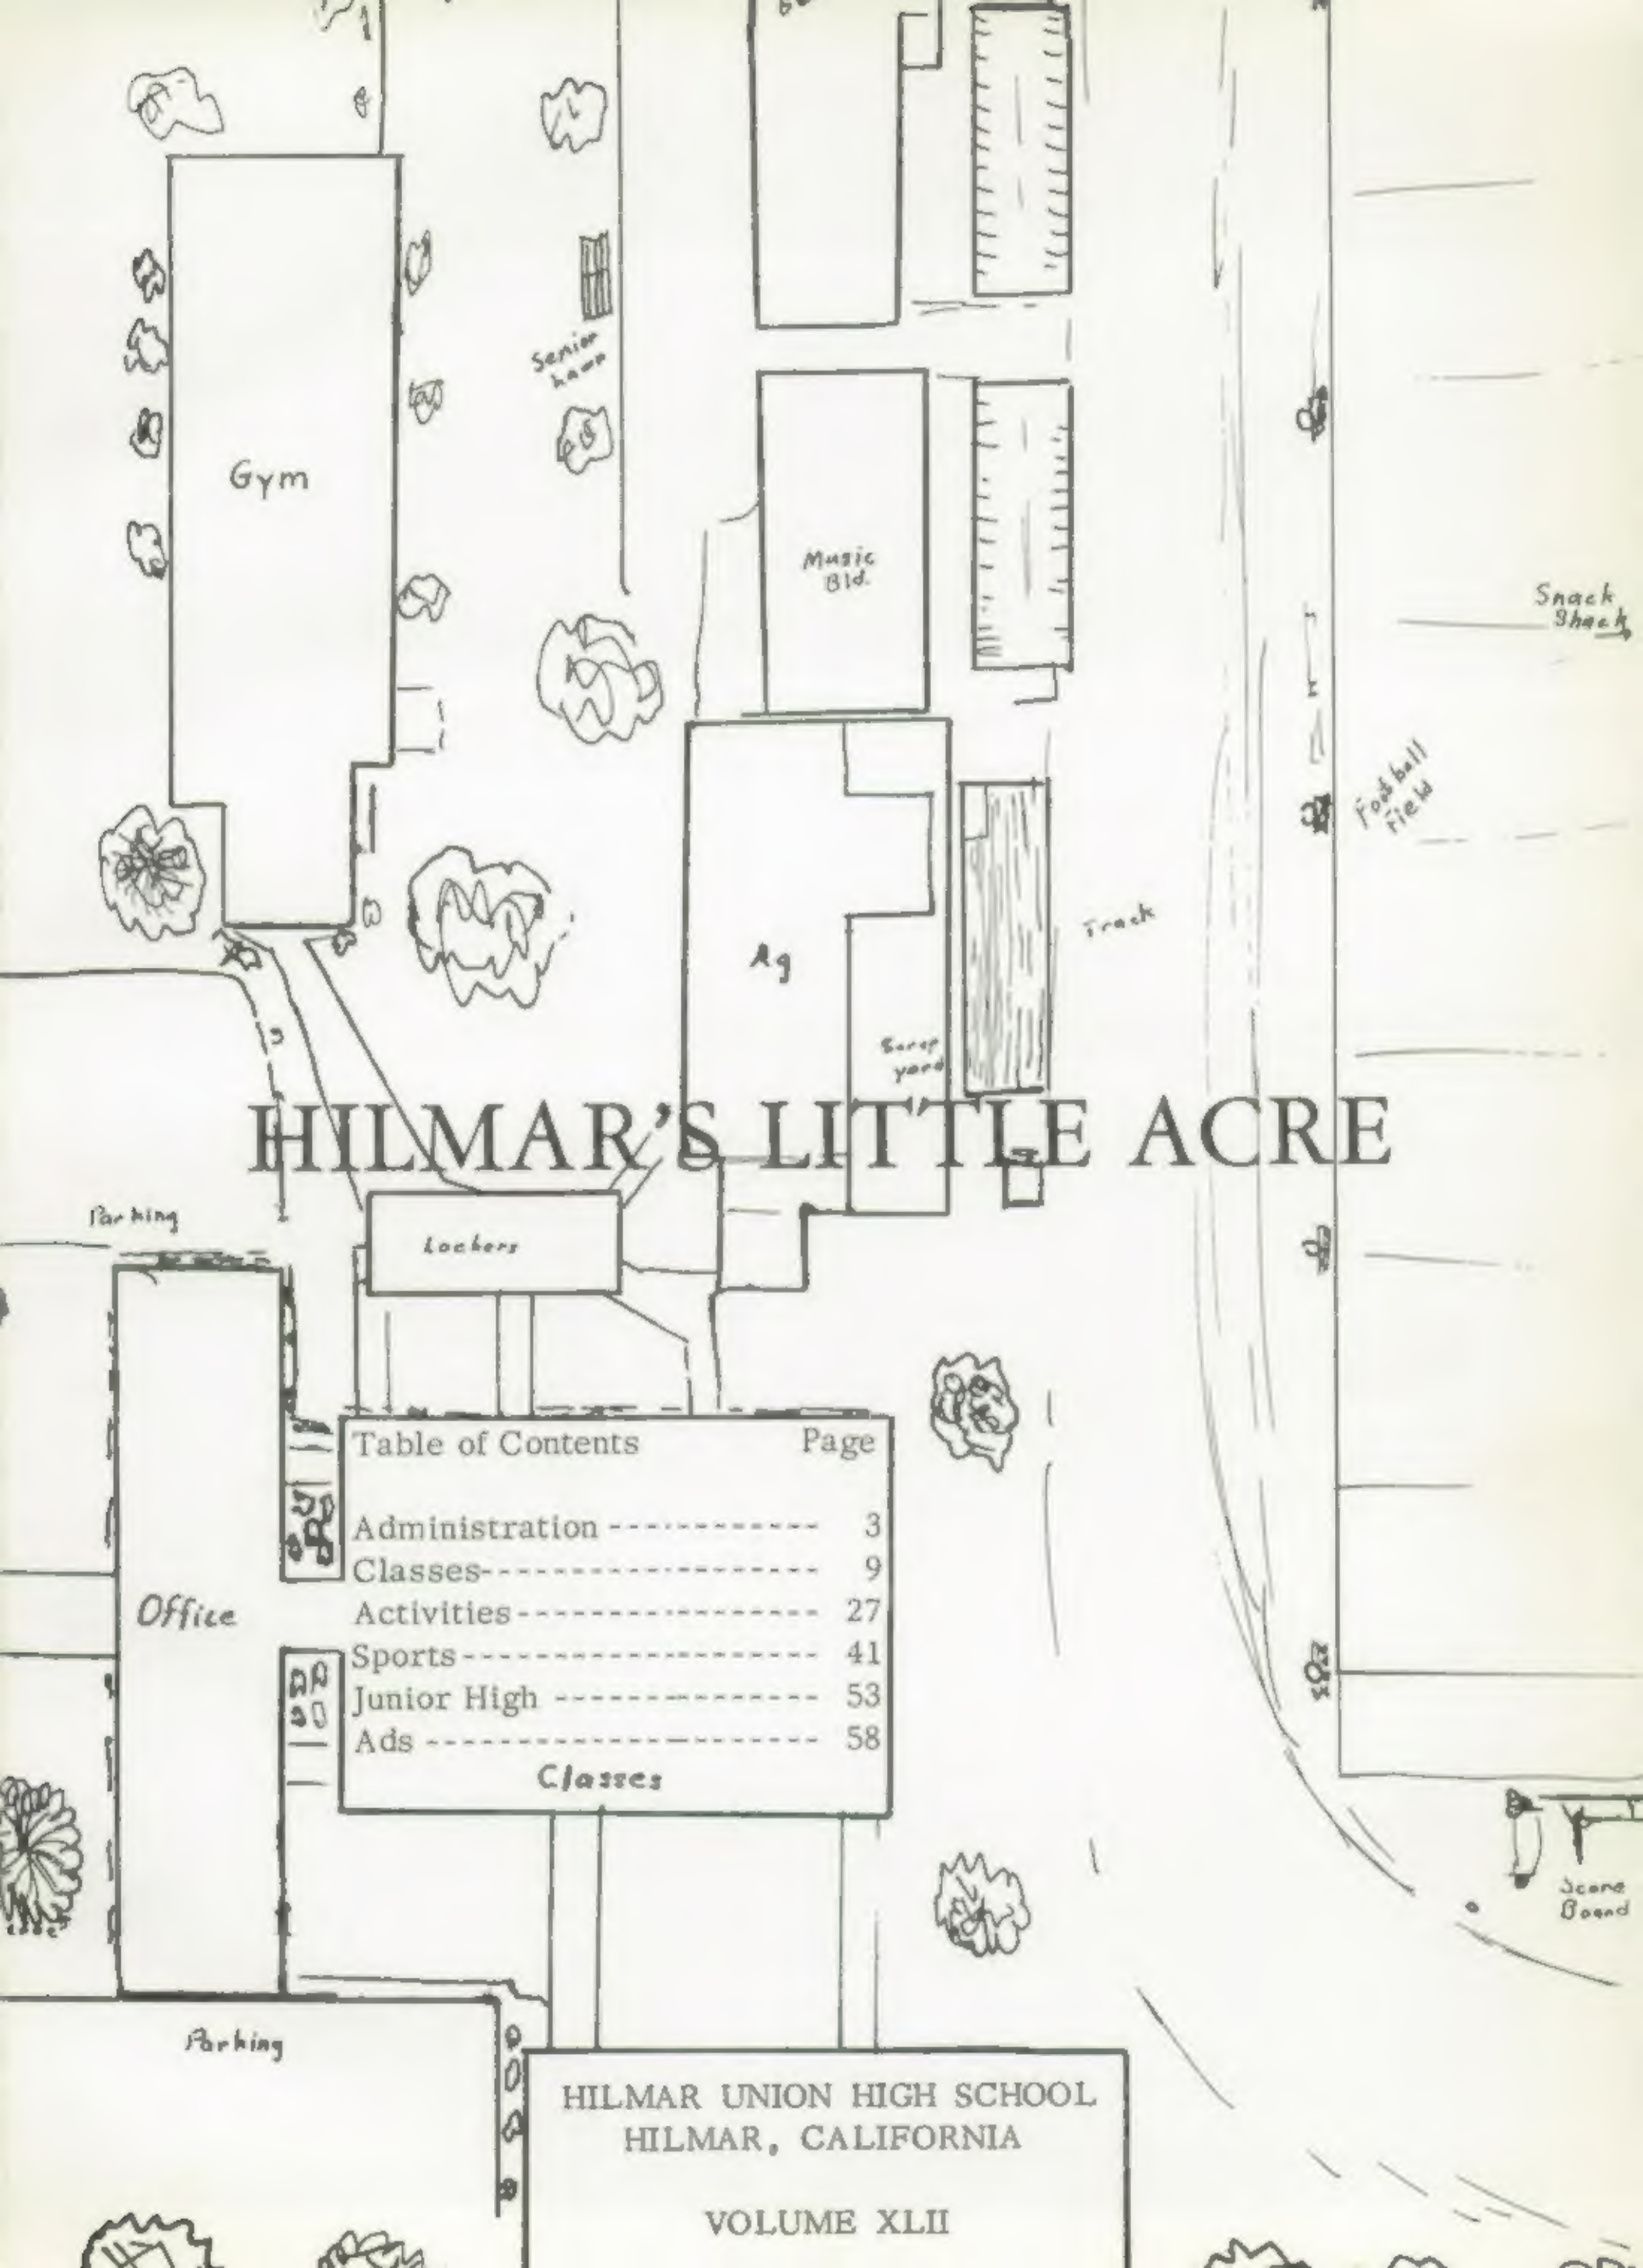 Senior
Lawn
Gym
Music
Bld.
Snack
Shack
Football
Field
Track
Ag
Scrap
yard
HILMAR'S LITTLE ACRE
Parking
Lockers
Table of Contents Page
Administration ------------ 3
Classes------------------- 9
Activities----------------- 27
Sports-------------------- 41
Junior High --------------- 53
Ads ---------------------- 58
Classes
Office
Score
Board
Parking
HILMAR UNION HIGH SCHOOL
HILMAR, CALIFORNIA
VOLUME XLII